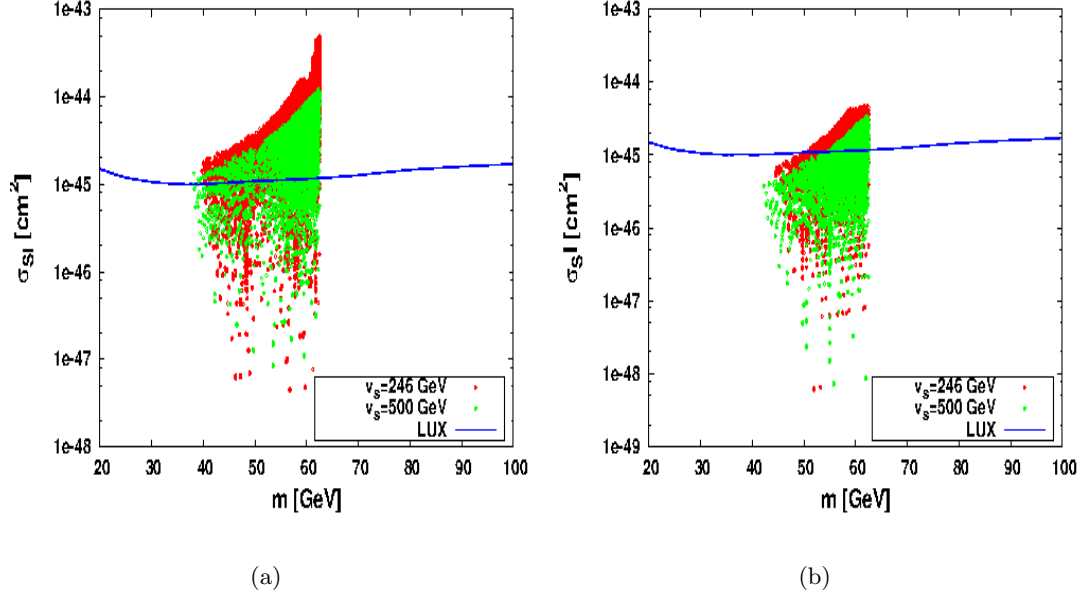 1e-43
1e-44
1e-45
1e-46
1e-47
1e-48
σSI [cm²]
20 30 40 50 60 70 80 90 100
m [GeV]
vs=246 GeV
vs=500 GeV
LUX
(a)
1e-43
1e-44
1e-45
1e-46
1e-47
1e-48
1e-49
σSI [cm²]
20 30 40 50 60 70 80 90 100
m [GeV]
vs=246 GeV
vs=500 GeV
LUX
(b)